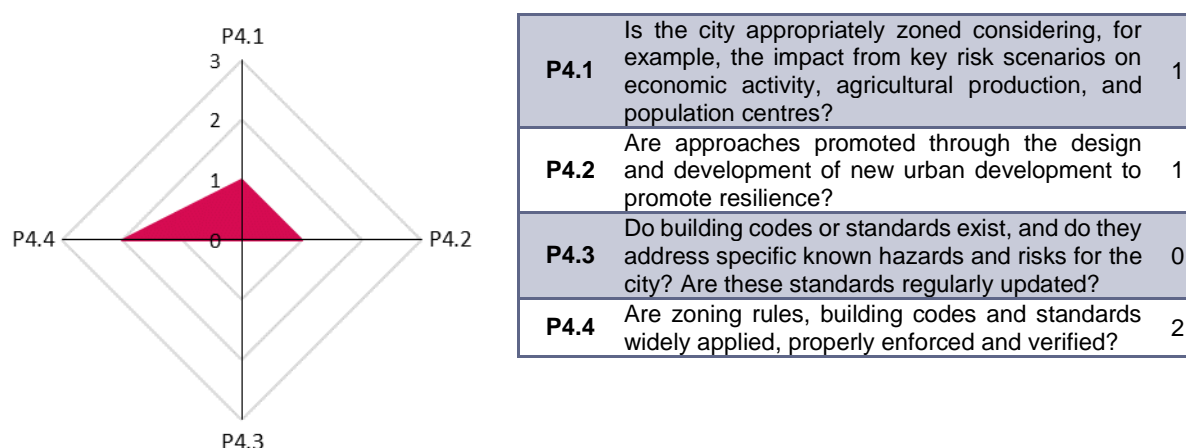 P4.1
3
2
1
0
P4.4
P4.2
P4.3
P4.1
Is the city appropriately zoned considering, for
example, the impact from key risk scenarios on
economic activity, agricultural production, and
population centres?
1
P4.2
Are approaches promoted through the design
and development of new urban development to
promote resilience?
1
P4.3
Do building codes or standards exist, and do they
address specific known hazards and risks for the
city? Are these standards regularly updated?
0
P4.4
Are zoning rules, building codes and standards
widely applied, properly enforced and verified?
2